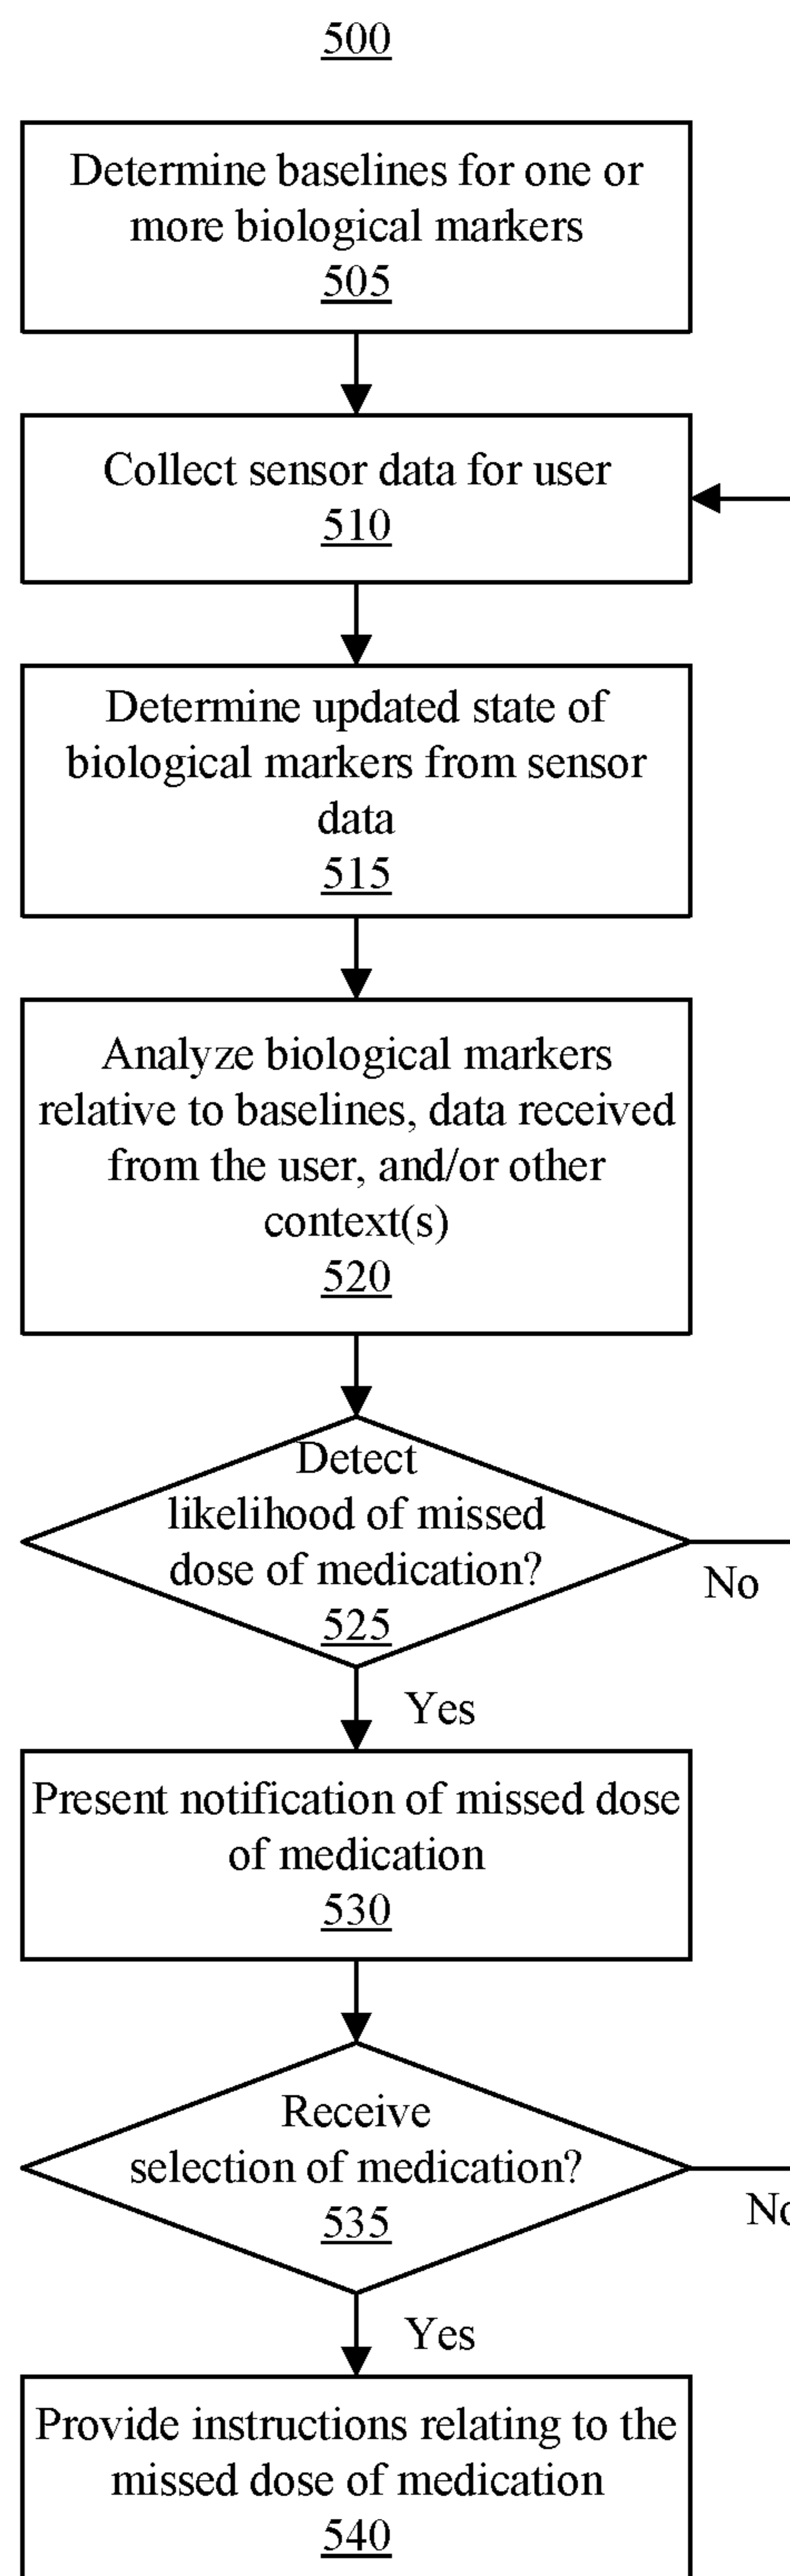 500
Determine baselines for one or
more biological markers
505
Collect sensor data for user
510
Determine updated state of
biological markers from sensor
data
515
Analyze biological markers
relative to baselines, data received
from the user, and/or other
context(s)
520
Detect
likelihood of missed
dose of medication?
525
No
Yes
Present notification of missed dose
of medication
530
Receive
selection of medication?
535
No
Yes
Provide instructions relating to the
missed dose of medication
540